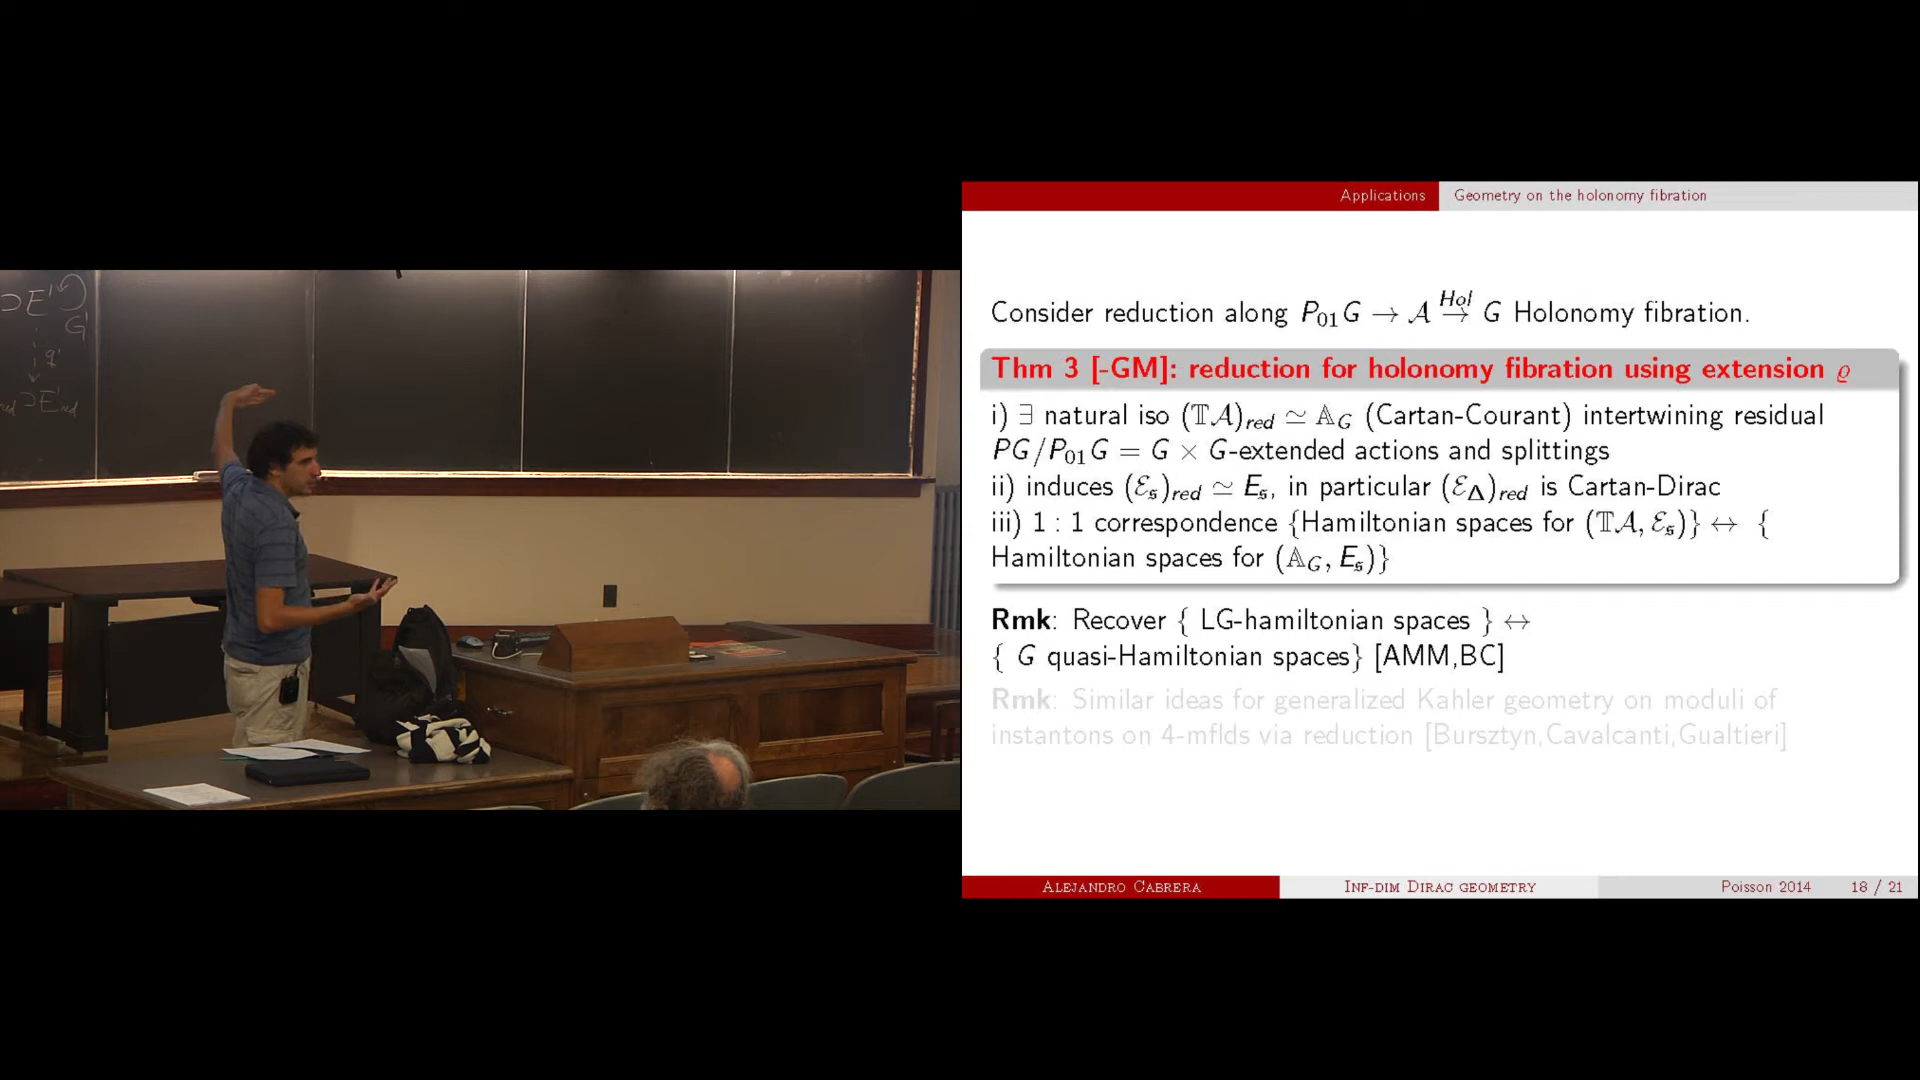 ⊃E'
G'
q'
red ⊃E'red
Applications Geometry on the holonomy fibration
Consider reduction along P₀₁G → 𝒜 →^{Hol} G Holonomy fibration.
Thm 3 [-GM]: reduction for holonomy fibration using extension ϱ
i) ∃ natural iso (𝕋𝒜)_{red} ≃ 𝔸_G (Cartan-Courant) intertwining residual
PG/P₀₁G = G × G-extended actions and splittings
ii) induces (ℰ_𝔰)_{red} ≃ E_𝔰, in particular (ℰ_Δ)_{red} is Cartan-Dirac
iii) 1 : 1 correspondence {Hamiltonian spaces for (𝕋𝒜, ℰ_𝔰)} ↔ {
Hamiltonian spaces for (𝔸_G, E_𝔰)}
Rmk: Recover { LG-hamiltonian spaces } ↔
{ G quasi-Hamiltonian spaces} [AMM,BC]
Rmk: Similar ideas for generalized Kahler geometry on moduli of
instantons on 4-mflds via reduction [Bursztyn,Cavalcanti,Gualtieri]
Alejandro Cabrera Inf-dim Dirac geometry Poisson 2014 18 / 21